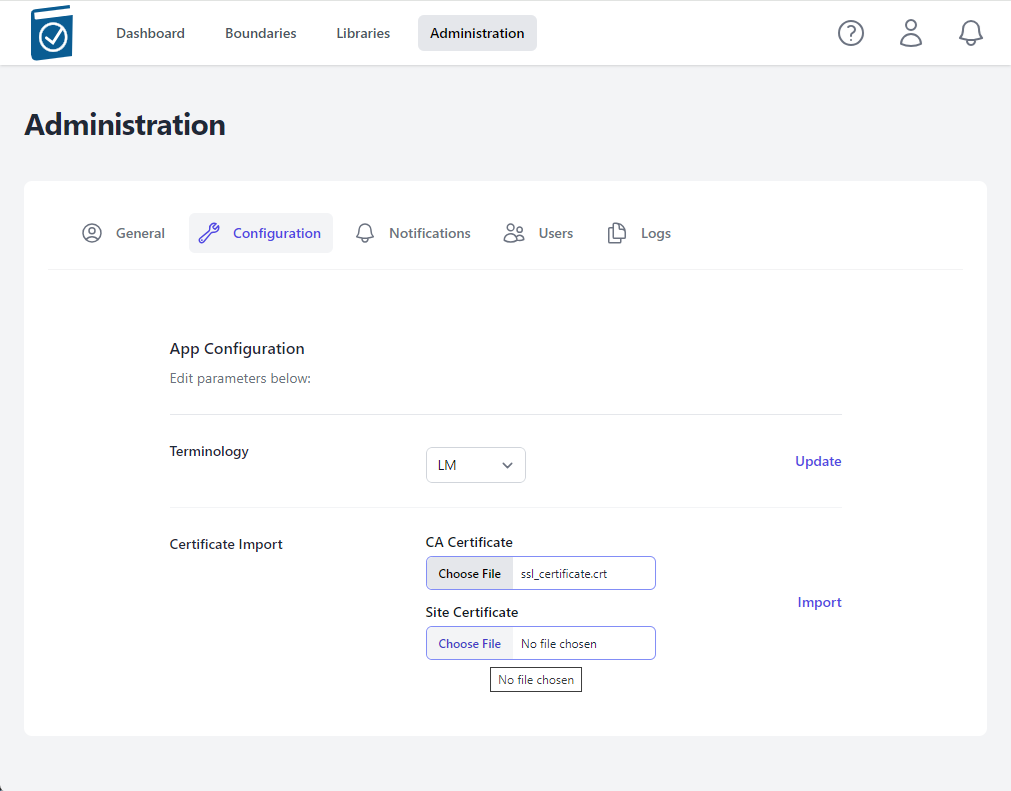 Dashboard Boundaries Libraries Administration
Administration
General Configuration Notifications Users Logs
App Configuration
Edit parameters below:
Terminology
LM
Update
Certificate Import
CA Certificate
Choose File ssl_certificate.crt
Import
Site Certificate
Choose File No file chosen
No file chosen